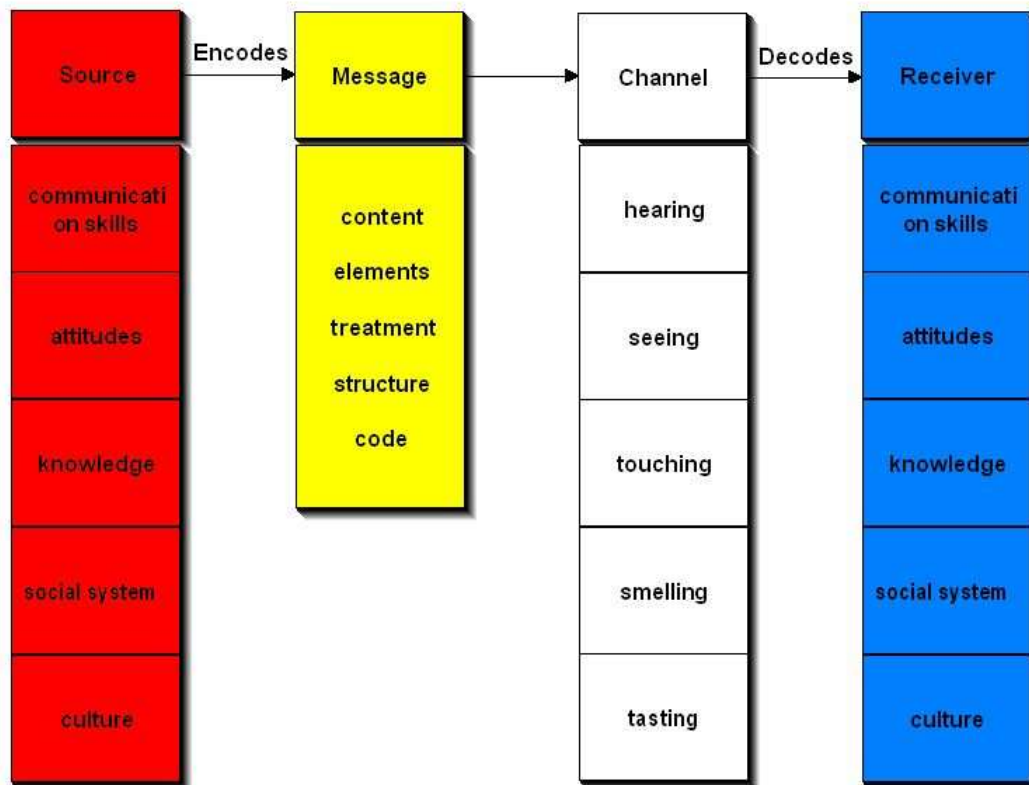 Source
Encodes
Message
Channel
Decodes
Receiver
communicati
on skills
attitudes
knowledge
social system
culture
content
elements
treatment
structure
code
hearing
seeing
touching
smelling
tasting
communicati
on skills
attitudes
knowledge
social system
culture